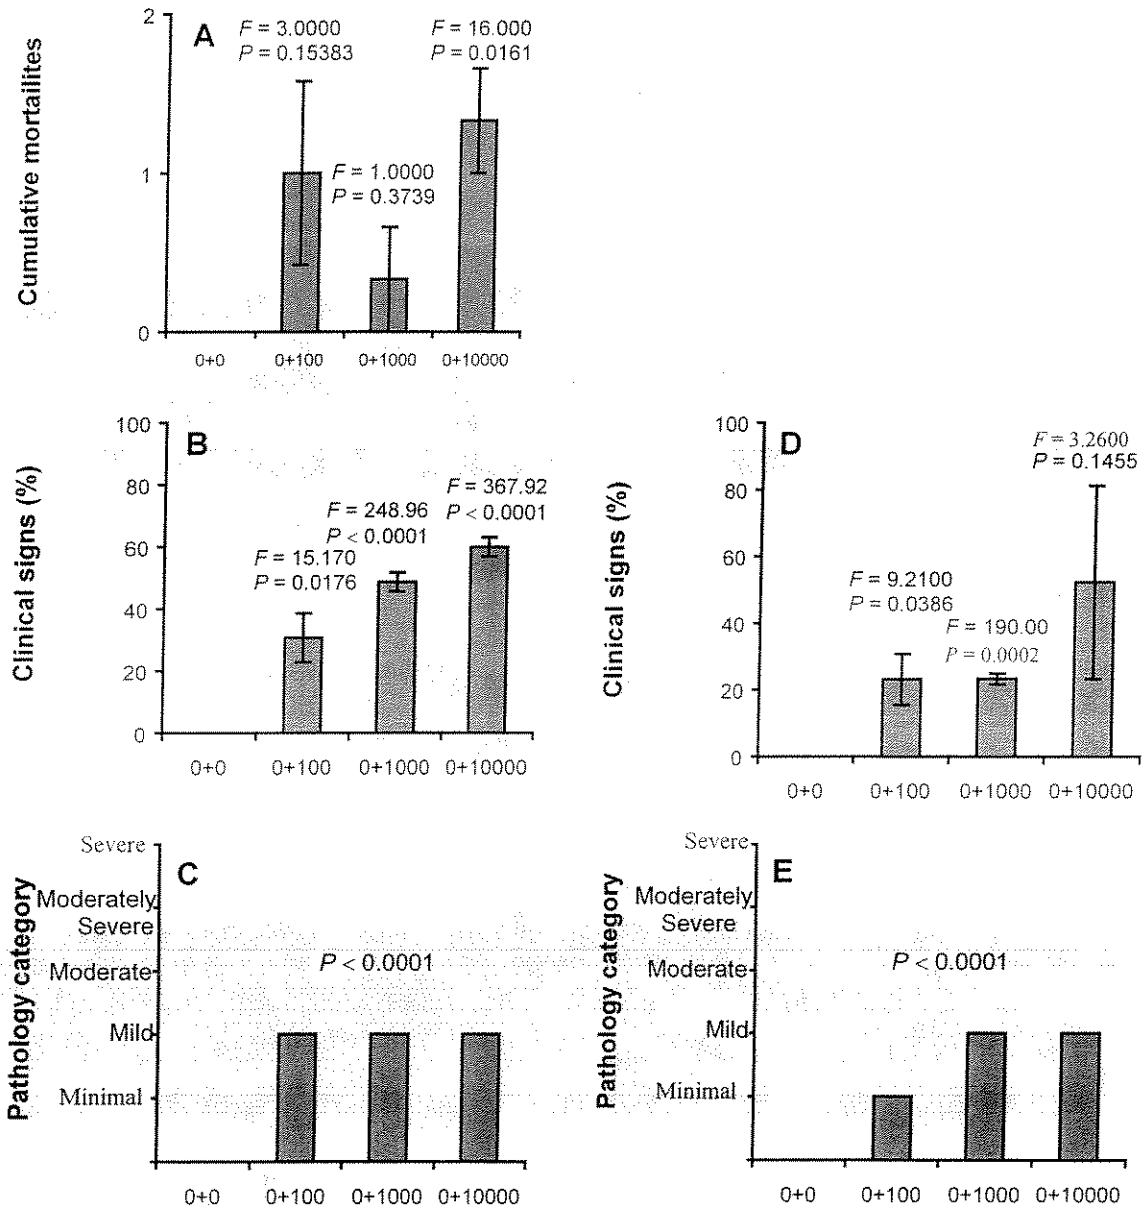 2
A
F = 3.0000
P = 0.15383
F = 16.000
P = 0.0161
Cumulative mortailites
1
F = 1.0000
P = 0.3739
0
0+0
0+100
0+1000
0+10000
100
B
80
60
40
20
0
Clinical signs (%)
F = 15.170
P = 0.0176
F = 248.96
P < 0.0001
F = 367.92
P < 0.0001
0+0
0+100
0+1000
0+10000
100
D
80
60
40
20
0
Clinical signs (%)
F = 9.2100
P = 0.0386
F = 190.00
P = 0.0002
F = 3.2600
P = 0.1455
0+0
0+100
0+1000
0+10000
Pathology category
Severe
C
Moderately
Severe
Moderate
Mild
Minimal
P < 0.0001
0+0
0+100
0+1000
0+10000
Pathology category
Severe
E
Moderately
Severe
Moderate
Mild
Minimal
P < 0.0001
0+0
0+100
0+1000
0+10000